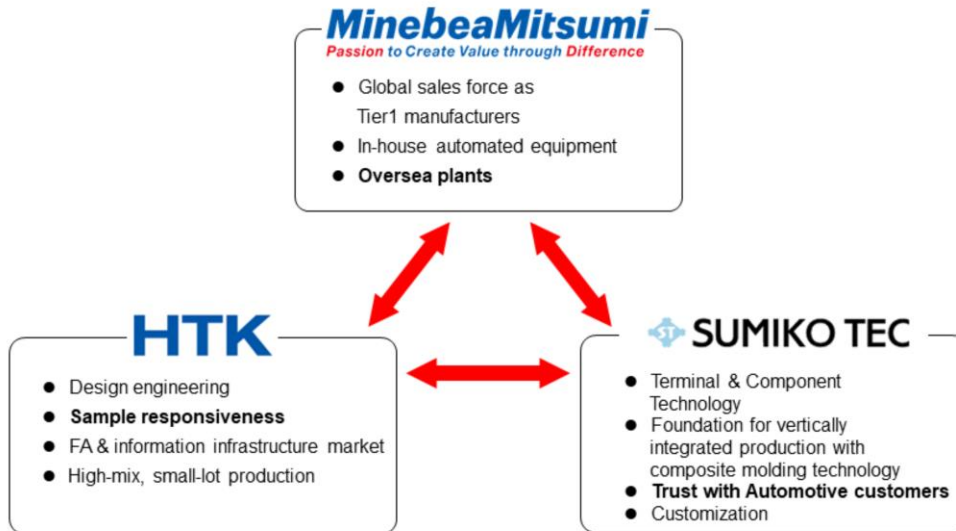 MinebeaMitsumi
Passion to Create Value through Difference
● Global sales force as
Tier1 manufacturers
● In-house automated equipment
● Oversea plants
HTK
● Design engineering
● Sample responsiveness
● FA & information infrastructure market
● High-mix, small-lot production
ST SUMIKO TEC
● Terminal & Component
Technology
● Foundation for vertically
integrated production with
composite molding technology
● Trust with Automotive customers
● Customization